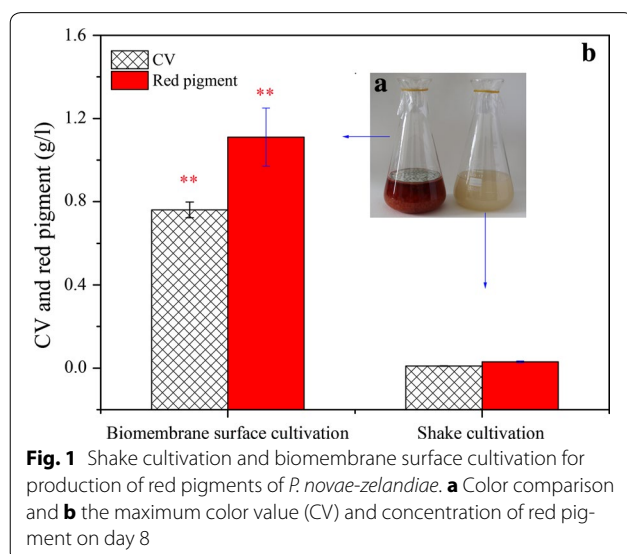 1.6
CV
Red pigment
b
a
**
**
1.2
0.8
0.4
0.0
CV and red pigment (g/l)
Biomembrane surface cultivation
Shake cultivation
Fig. 1 Shake cultivation and biomembrane surface cultivation for
production of red pigments of P. novae-zelandiae. a Color comparison
and b the maximum color value (CV) and concentration of red pig-
ment on day 8